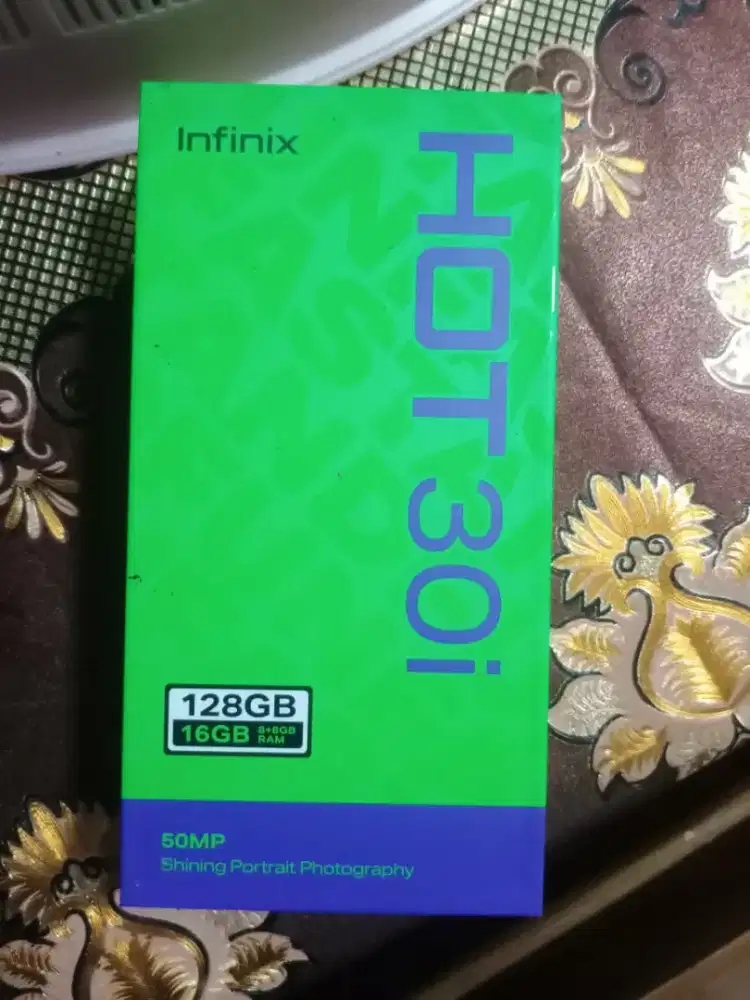 Infinix
HOT 30i
128GB
16GB 8+8GB RAM
50MP
Shining Portrait Photography